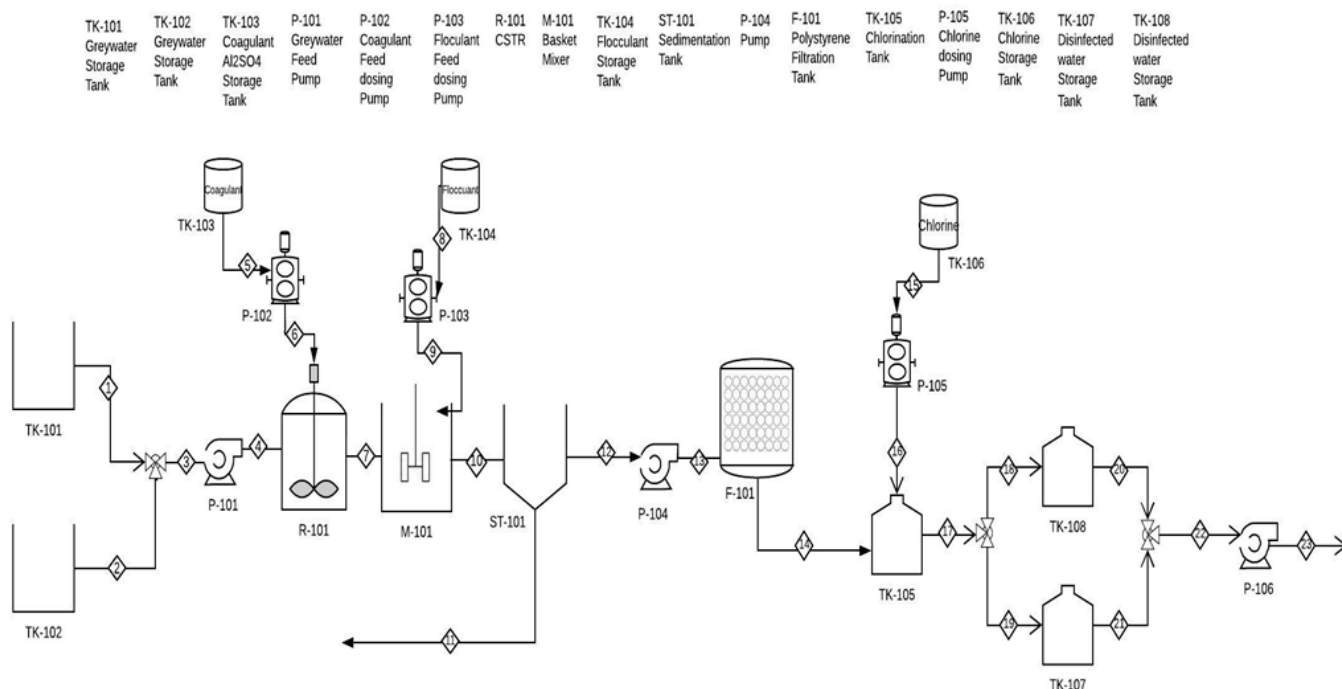 TK-101
Greywater
Storage
Tank
TK-102
Greywater
Storage
Tank
TK-103
Coagulant
Al2SO4
Storage
Tank
P-101
Greywater
Feed
Pump
P-102
Coagulant
Feed
dosing
Pump
P-103
Floculant
Feed
dosing
Pump
R-101
CSTR
M-101
Basket
Mixer
TK-104
Flocculant
Storage
Tank
ST-101
Sedimentation
Tank
P-104
Pump
F-101
Polystyrene
Filtration
Tank
TK-105
Chlorination
Tank
P-105
Chlorine
dosing
Pump
TK-106
Chlorine
Storage
Tank
TK-107
Disinfected
water
Storage
Tank
TK-108
Disinfected
water
Storage
Tank
Coagulant
TK-103
Floccuant
TK-104
Chlorine
TK-106
5
8
15
P-102
P-103
6
9
P-105
1
TK-101
3
4
P-101
R-101
7
M-101
10
ST-101
12
P-104
13
F-101
16
14
TK-105
17
18
TK-108
20
2
TK-102
11
19
TK-107
21
22
P-106
23